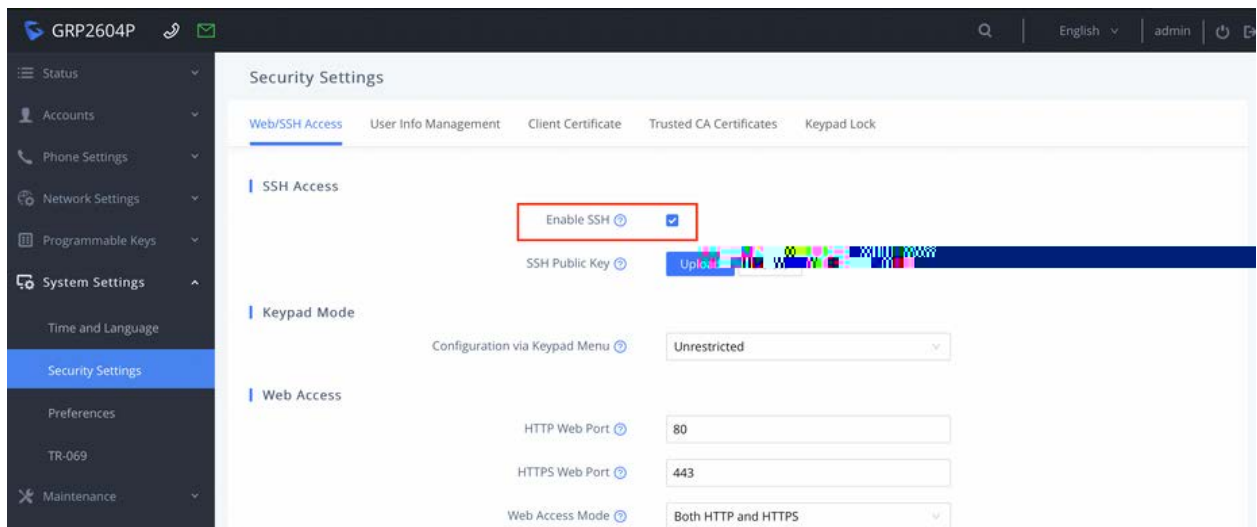 GRP2604P
English
admin
Status
Accounts
Phone Settings
Network Settings
Programmable Keys
System Settings
Time and Language
Security Settings
Preferences
TR-069
Maintenance
Security Settings
Web/SSH Access User Info Management Client Certificate Trusted CA Certificates Keypad Lock
SSH Access
Enable SSH
SSH Public Key
Keypad Mode
Configuration via Keypad Menu Unrestricted
Web Access
HTTP Web Port 80
HTTPS Web Port 443
Web Access Mode Both HTTP and HTTPS